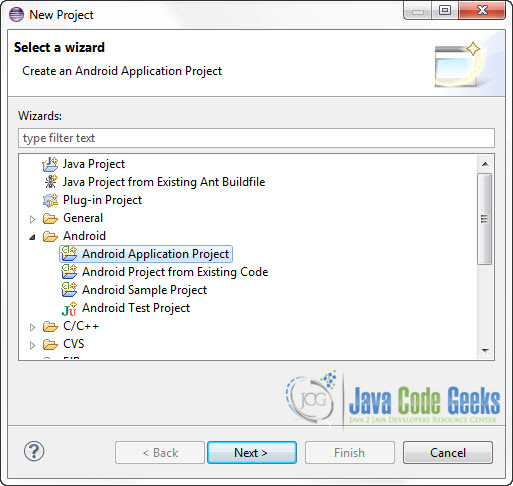 New Project
Select a wizard
Create an Android Application Project
Wizards:
type filter text
Java Project
Java Project from Existing Ant Buildfile
Plug-in Project
General
Android
Android Application Project
Android Project from Existing Code
Android Sample Project
Android Test Project
C/C++
CVS
JCG
Java Code Geeks
JAVA 2 JAVA DEVELOPERS RESOURCE CENTER
?
< Back
Next >
Finish
Cancel